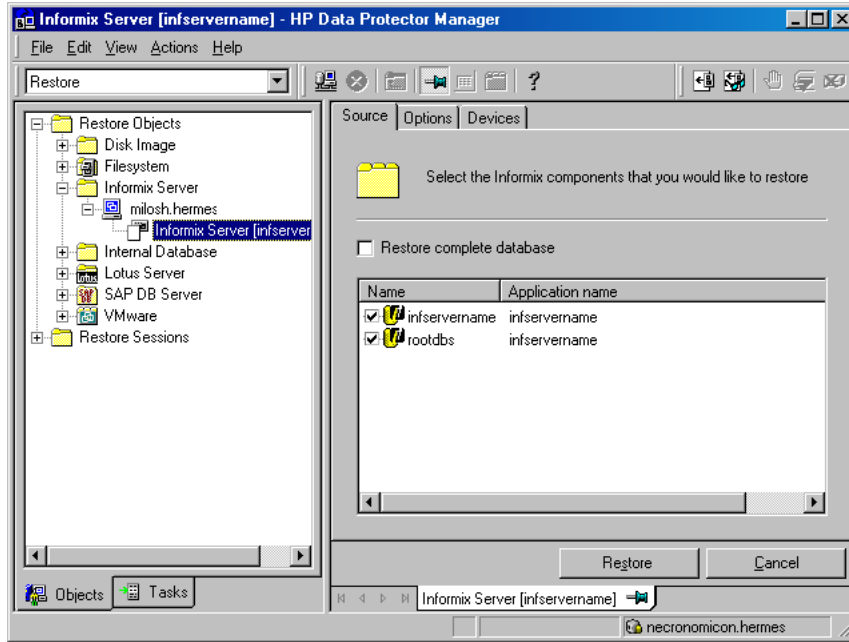 Informix Server [infservername] - HP Data Protector Manager
File Edit View Actions Help
Restore
Restore Objects
Disk Image
Filesystem
Informix Server
milosh.hermes
Informix Server [infserver
Internal Database
Lotus Server
SAP DB Server
VMware
Restore Sessions
Objects Tasks
Source Options Devices
Select the Informix components that you would like to restore
Restore complete database
Name Application name
infservername infservername
rootdbs infservername
Restore Cancel
Informix Server [infservername]
necronomicon.hermes